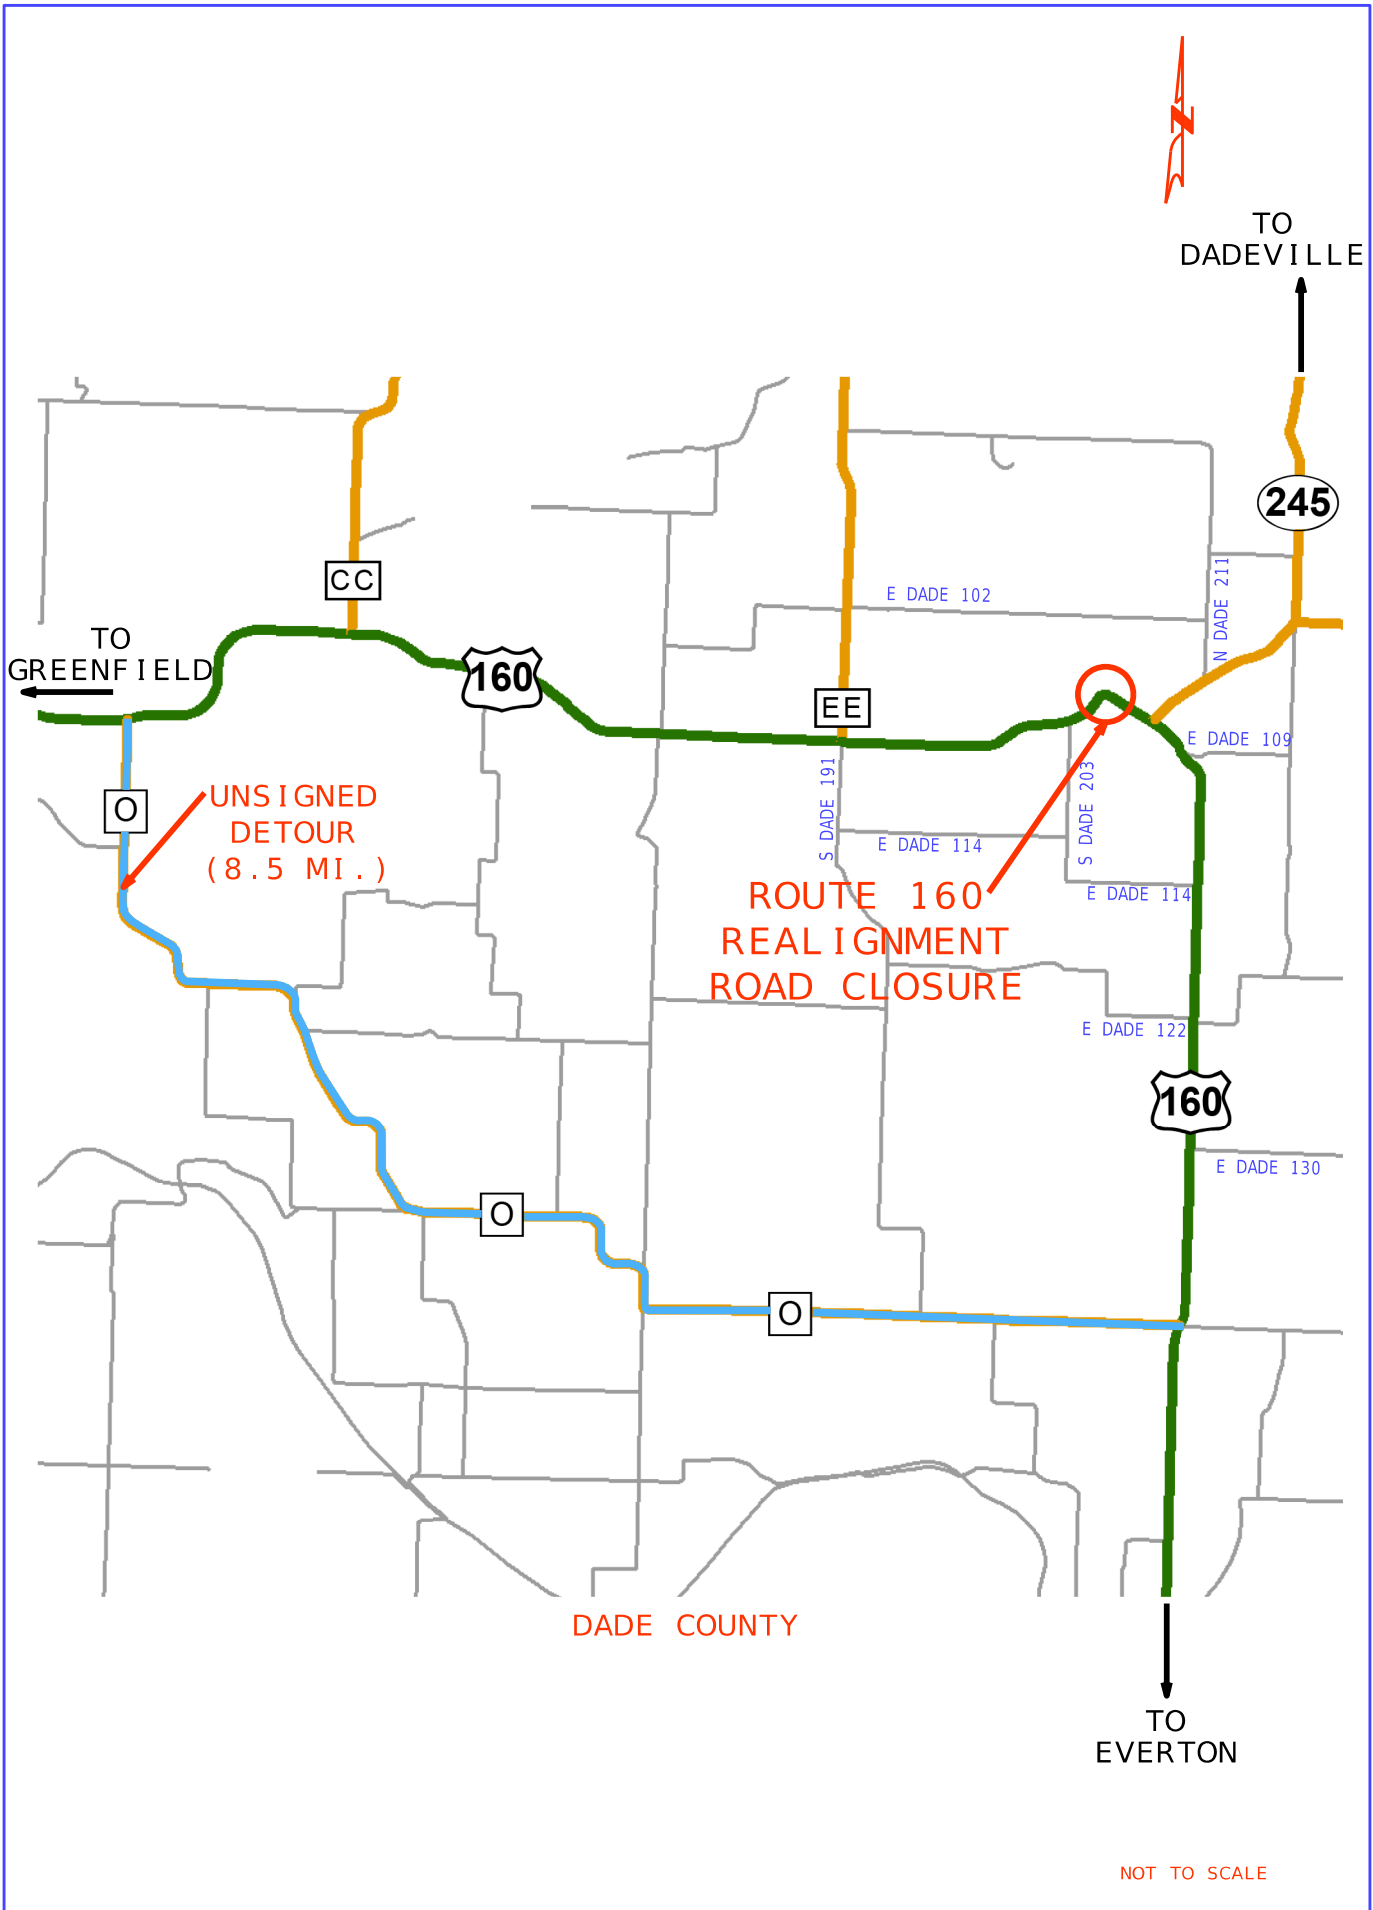 N
TO
DADEVILLE
245
CC
E DADE 102
N DADE 211
TO
GREENFIELD
160
EE
E DADE 109
S DADE 191
S DADE 203
O
UNSIGNED
DETOUR
(8.5 MI.)
E DADE 114
E DADE 114
ROUTE 160
REALIGNMENT
ROAD CLOSURE
E DADE 122
160
E DADE 130
O
O
DADE COUNTY
TO
EVERTON
NOT TO SCALE